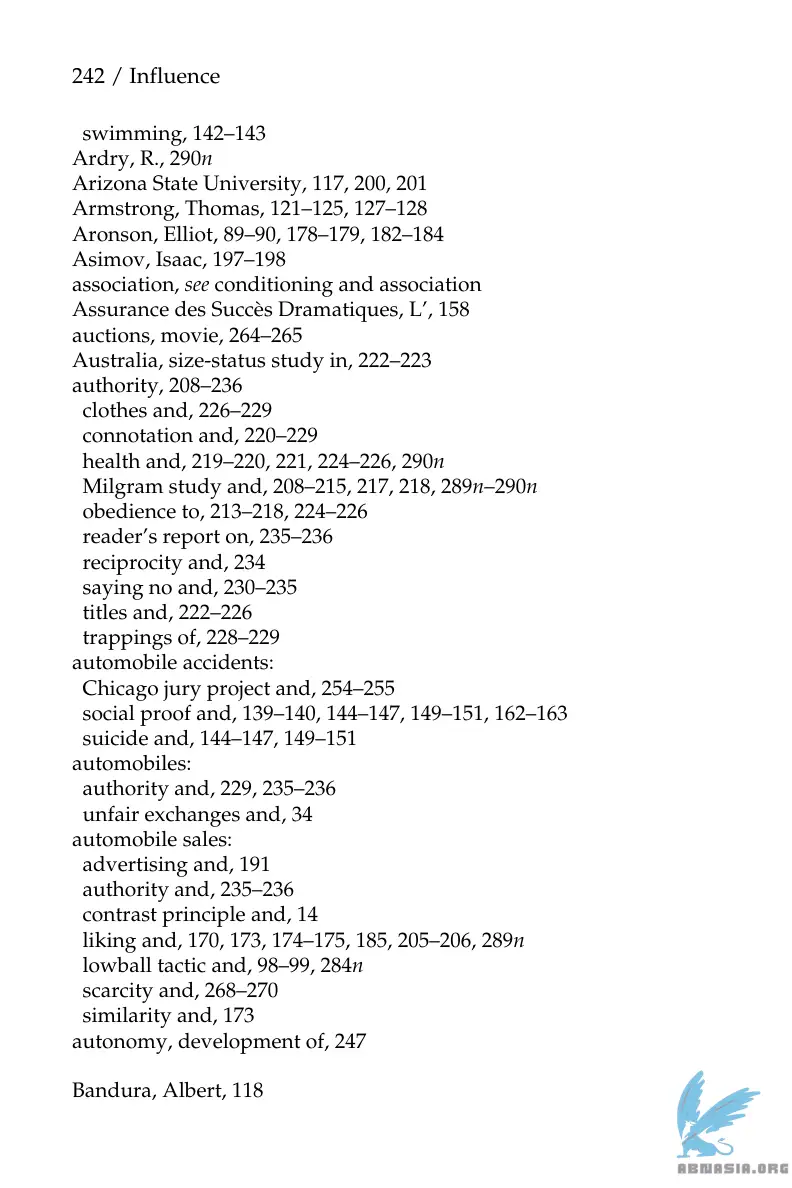 242 / Influence
swimming, 142–143
Ardry, R., 290n
Arizona State University, 117, 200, 201
Armstrong, Thomas, 121–125, 127–128
Aronson, Elliot, 89–90, 178–179, 182–184
Asimov, Isaac, 197–198
association, see conditioning and association
Assurance des Succès Dramatiques, L’, 158
auctions, movie, 264–265
Australia, size-status study in, 222–223
authority, 208–236
clothes and, 226–229
connotation and, 220–229
health and, 219–220, 221, 224–226, 290n
Milgram study and, 208–215, 217, 218, 289n–290n
obedience to, 213–218, 224–226
reader’s report on, 235–236
reciprocity and, 234
saying no and, 230–235
titles and, 222–226
trappings of, 228–229
automobile accidents:
Chicago jury project and, 254–255
social proof and, 139–140, 144–147, 149–151, 162–163
suicide and, 144–147, 149–151
automobiles:
authority and, 229, 235–236
unfair exchanges and, 34
automobile sales:
advertising and, 191
authority and, 235–236
contrast principle and, 14
liking and, 170, 173, 174–175, 185, 205–206, 289n
lowball tactic and, 98–99, 284n
scarcity and, 268–270
similarity and, 173
autonomy, development of, 247
Bandura, Albert, 118
ABNASIA.ORG